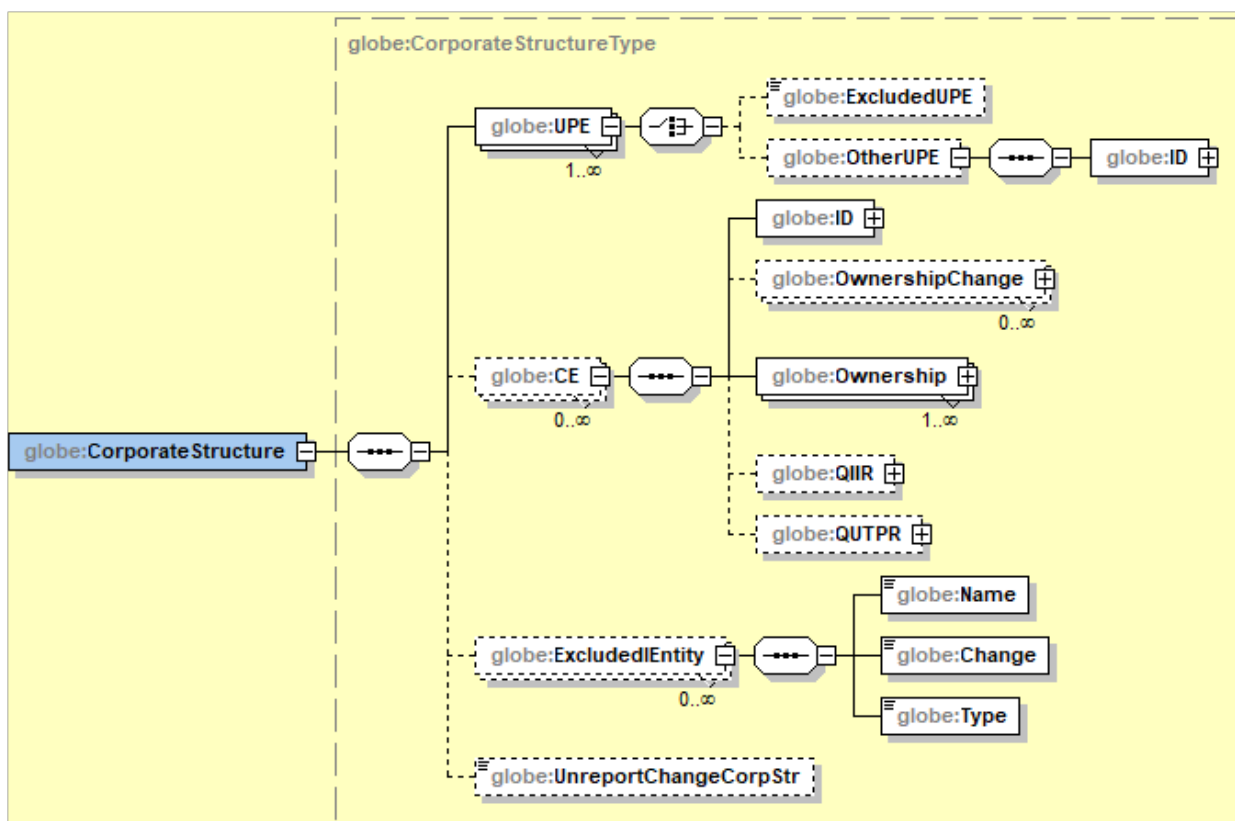 globe:CorporateStructureType
globe:ExcludedUPE
globe:UPE
1..∞
globe:OtherUPE
globe:ID
globe:ID
globe:OwnershipChange
0..∞
globe:CE
0..∞
globe:Ownership
1..∞
globe:CorporateStructure
globe:QIIR
globe:QUTPR
globe:Name
globe:ExcludedlEntity
0..∞
globe:Change
globe:Type
globe:UnreportChangeCorpStr